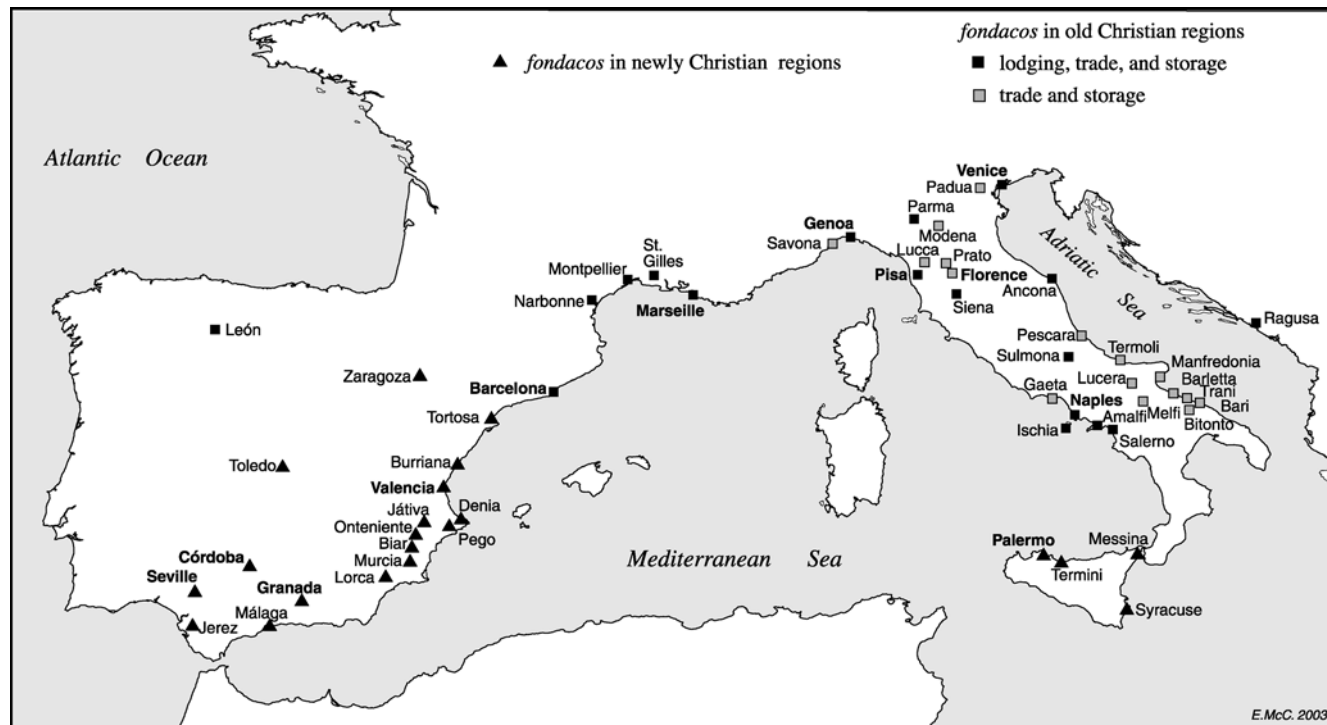 fondacos in newly Christian regions
fondacos in old Christian regions
lodging, trade, and storage
trade and storage
Atlantic Ocean
Venice
Padua
Parma
Genoa
Modena
Savona
Lucca
Prato
St.
Gilles
Montpellier
Pisa
Florence
Ancona
Adriatic
Sea
Narbonne
Marseille
Siena
León
Ragusa
Pescara
Termoli
Sulmona
Manfredonia
Zaragoza
Barcelona
Lucera
Barletta
Gaeta
Naples
Trani
Tortosa
Amalfi
Melfi
Bari
Ischia
Bitonto
Salerno
Toledo
Burriana
Valencia
Játiva
Denia
Onteniente
Pego
Biar
Mediterranean Sea
Palermo
Messina
Córdoba
Murcia
Seville
Lorca
Termini
Granada
Málaga
Syracuse
Jerez
E.McC. 2003